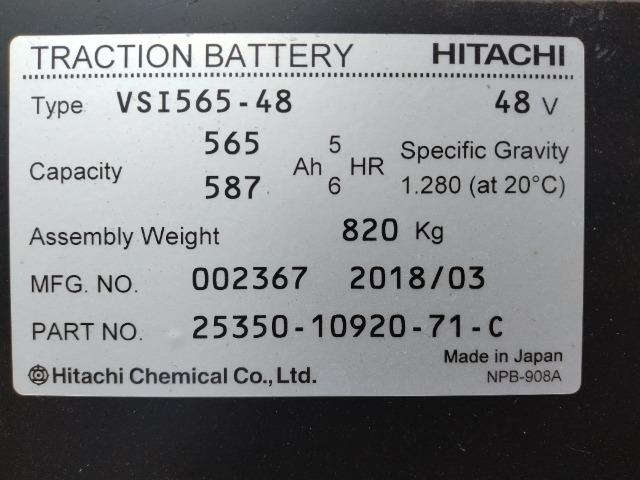 TRACTION BATTERY HITACHI
Type VSI565-48 48 V
Capacity 565 Ah 5 HR Specific Gravity
587 6 1.280 (at 20°C)
Assembly Weight 820 Kg
MFG. NO. 002367 2018/03
PART NO. 25350-10920-71-C
Made in Japan
Hitachi Chemical Co., Ltd. NPB-908A